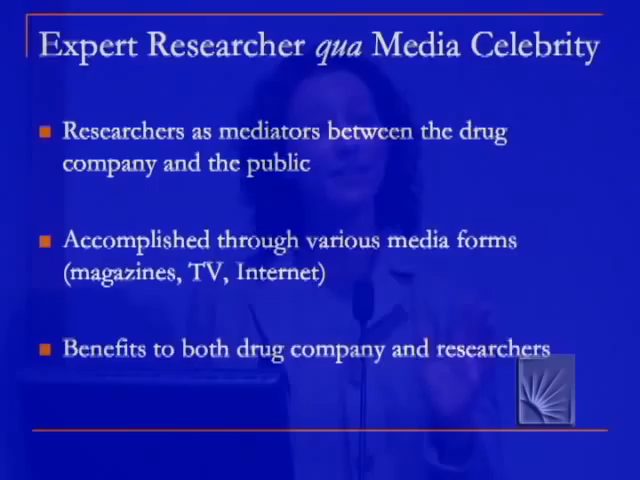 Expert Researcher qua Media Celebrity
Researchers as mediators between the drug
company and the public
Accomplished through various media forms
(magazines, TV, Internet)
Benefits to both drug company and researchers